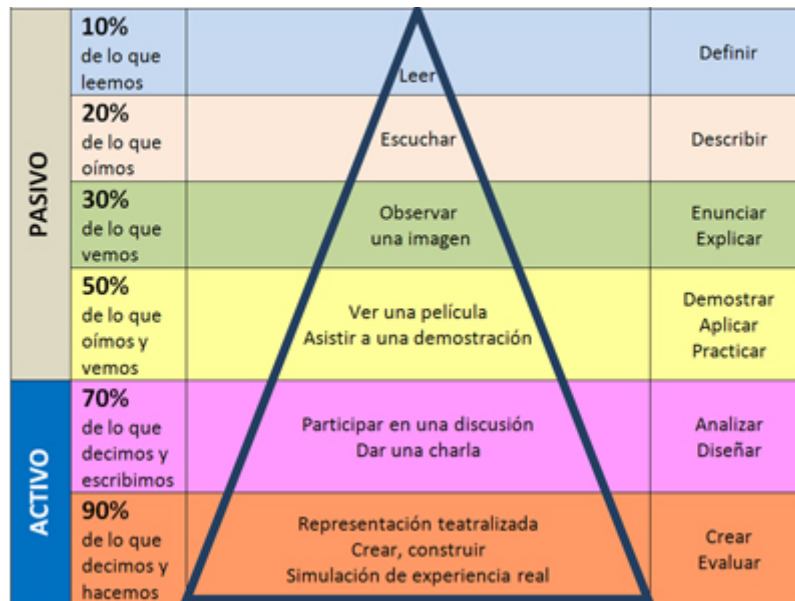 PASIVO
10%
de lo que
leemos
Leer
Definir
20%
de lo que
oímos
Escuchar
Describir
30%
de lo que
vemos
Observar
una imagen
Enunciar
Explicar
50%
de lo que
oímos y
vemos
Ver una película
Asistir a una demostración
Demostrar
Aplicar
Practicar
ACTIVO
70%
de lo que
decimos y
escribimos
Participar en una discusión
Dar una charla
Analizar
Diseñar
90%
de lo que
decimos y
hacemos
Representación teatralizada
Crear, construir
Simulación de experiencia real
Crear
Evaluar